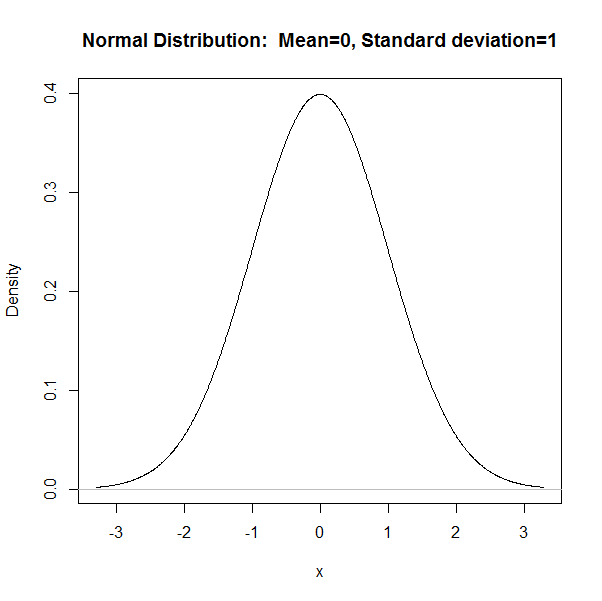 Normal Distribution:  Mean=0, Standard deviation=1
0.4
0.3
0.2
0.1
0.0
Density
-3 -2 -1 0 1 2 3
x